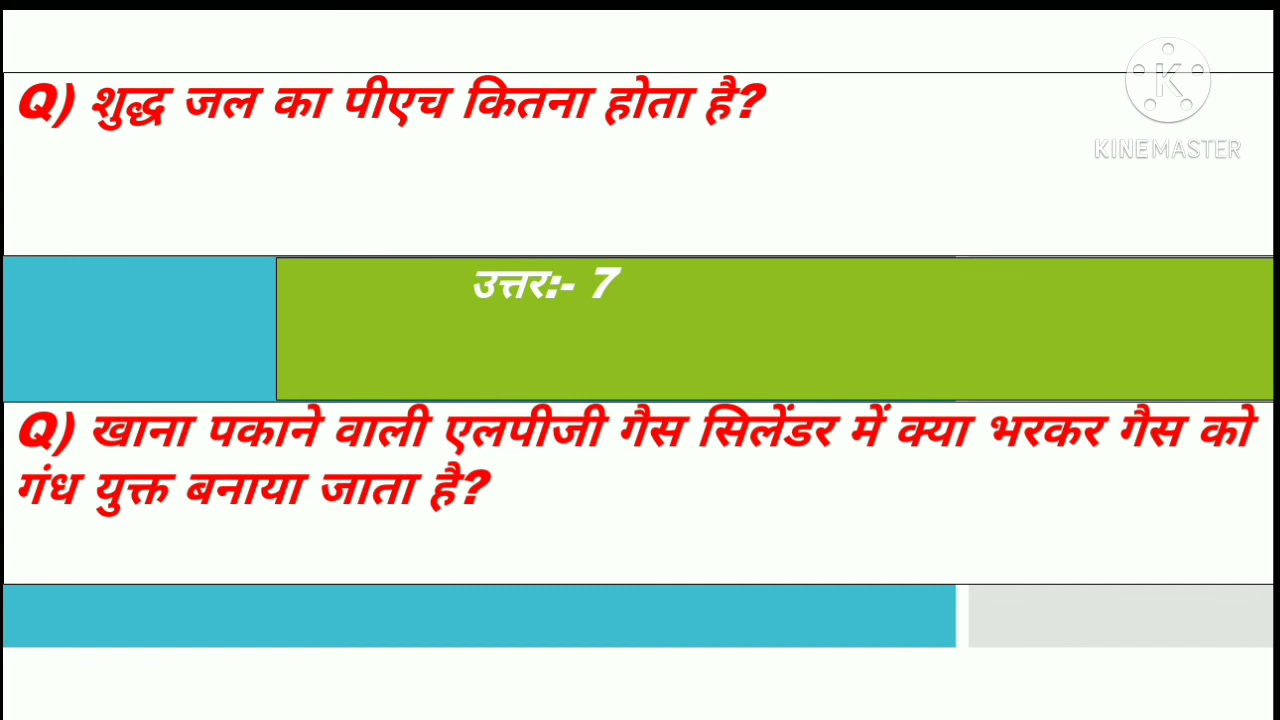 Q) शुद्ध जल का पीएच कितना होता है?
K
KINEMASTER
उत्तर:- 7
Q) खाना पकाने वाली एलपीजी गैस सिलेंडर में क्या भरकर गैस को
गंध युक्त बनाया जाता है?